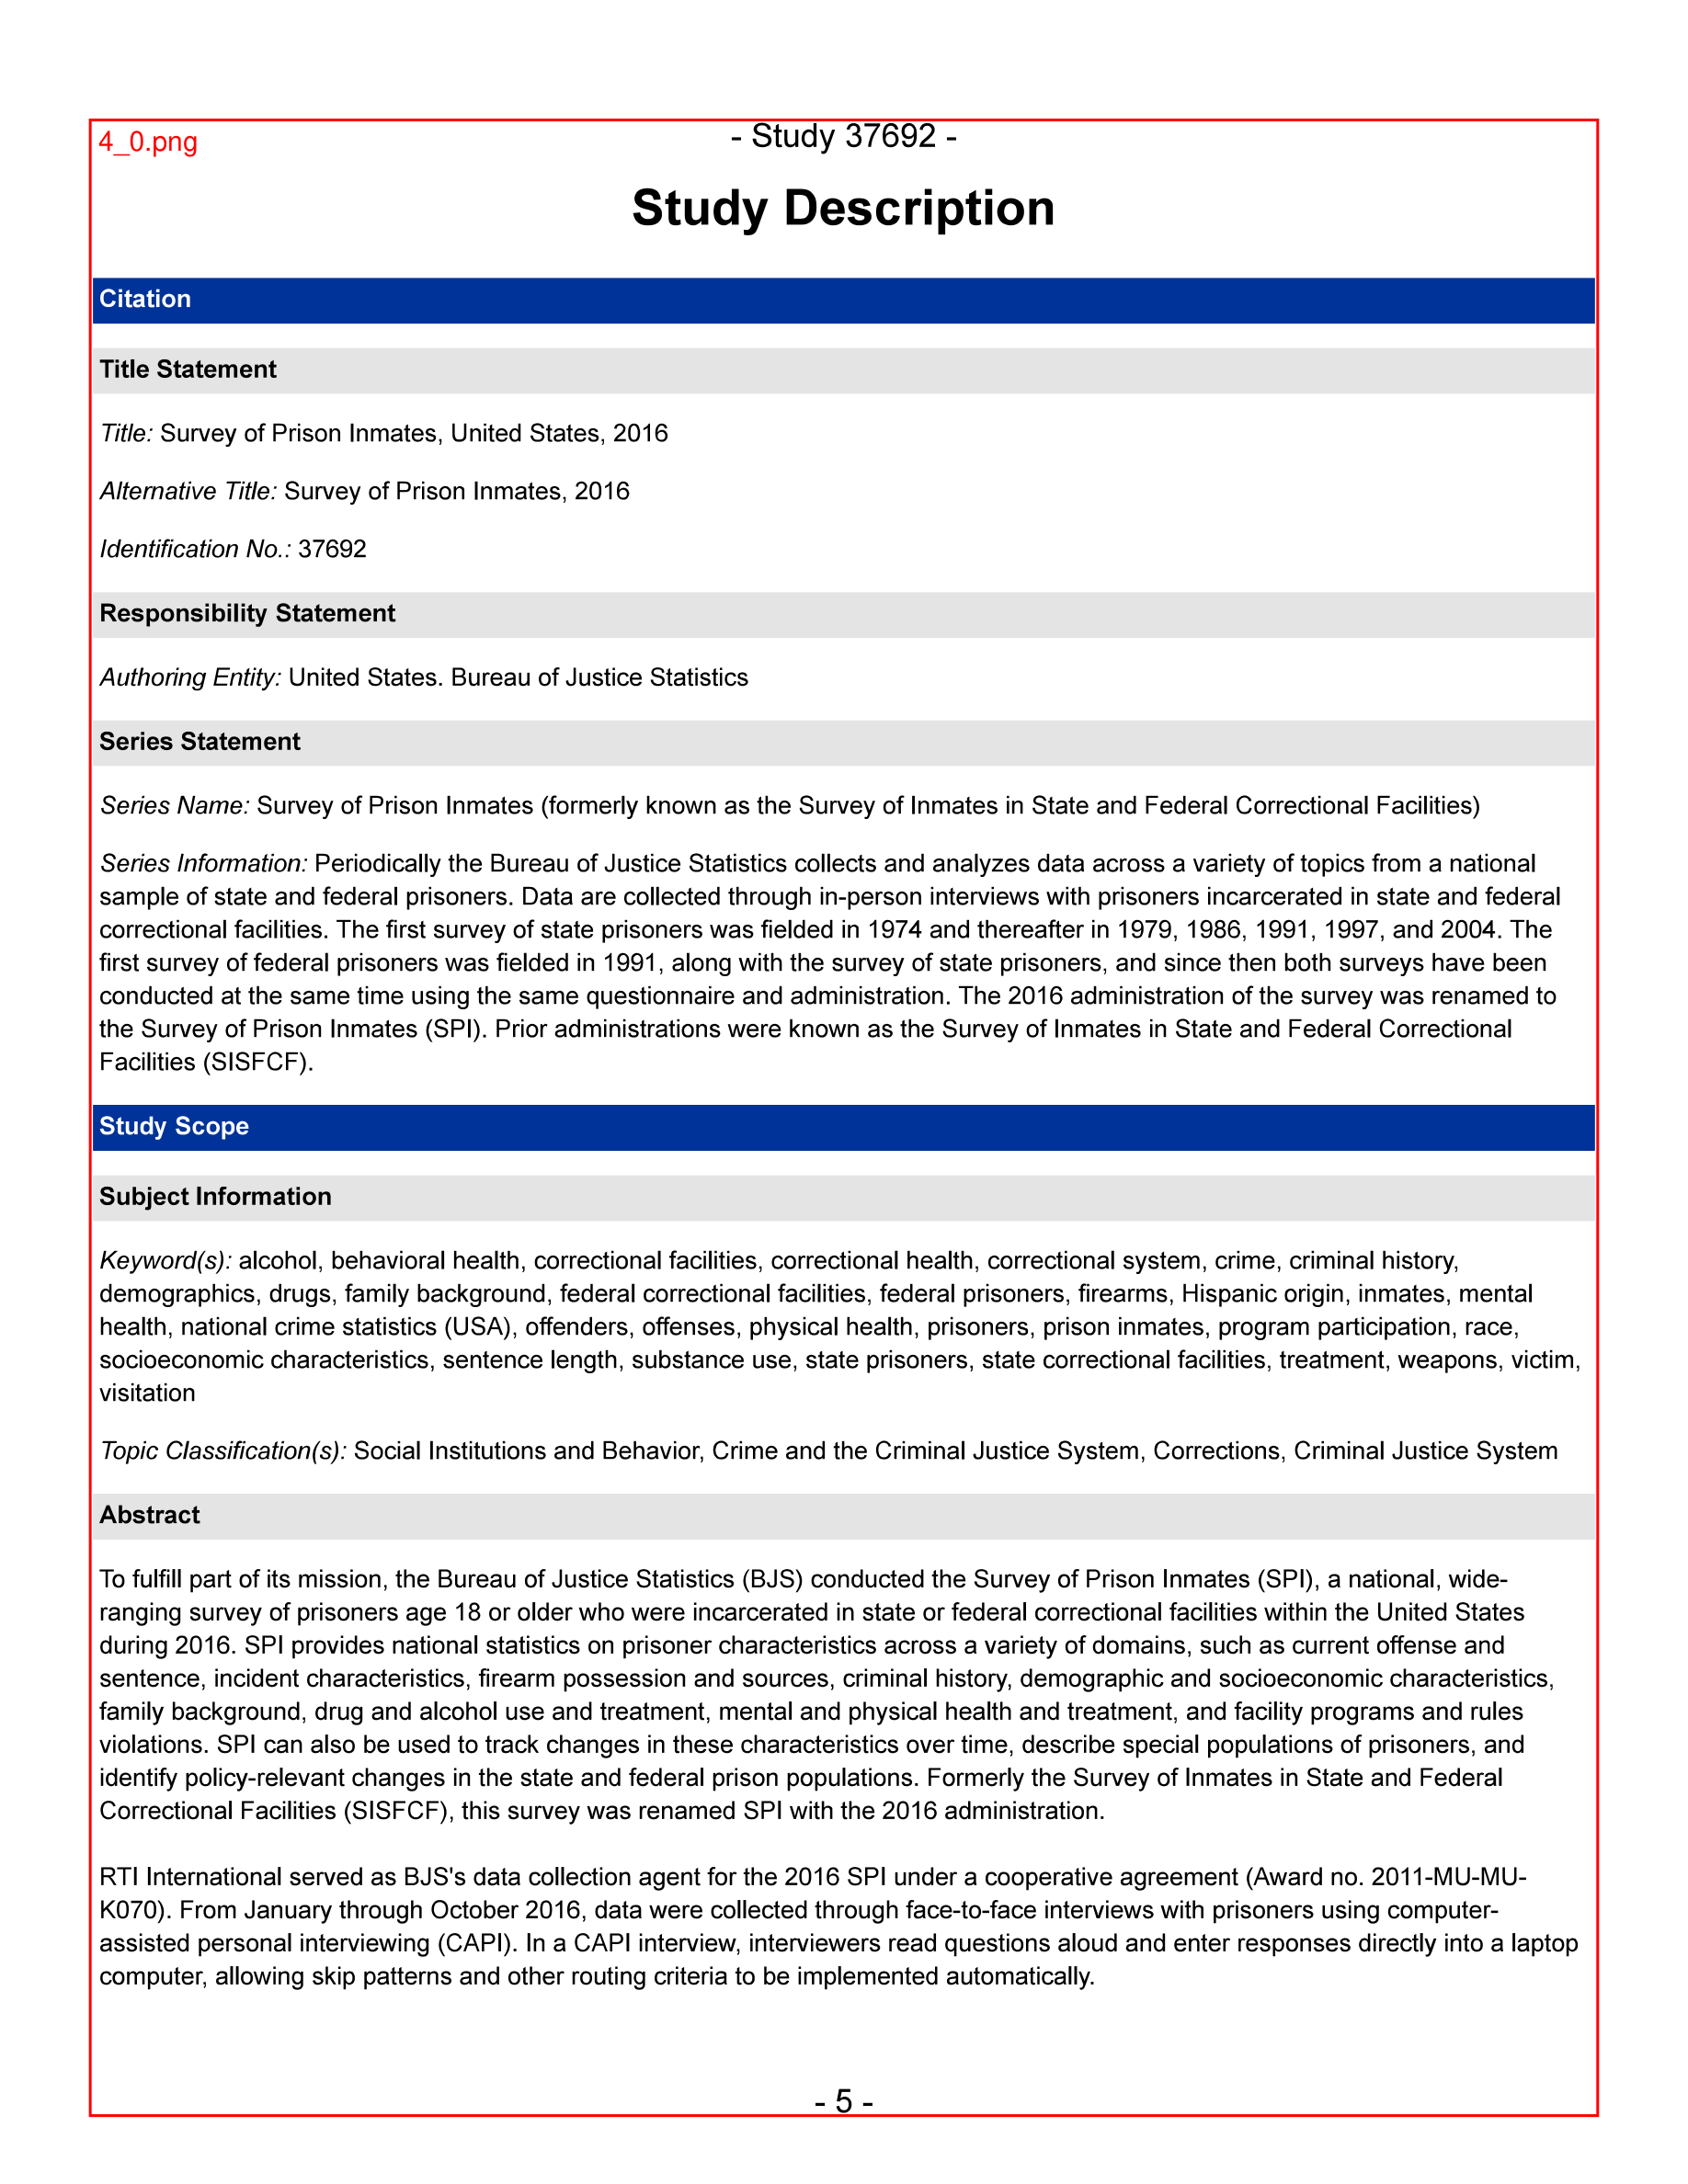 4_0.png
- Study 37692 -
Study Description
Citation
Title Statement
Title: Survey of Prison Inmates, United States, 2016
Alternative Title: Survey of Prison Inmates, 2016
Identification No.: 37692
Responsibility Statement
Authoring Entity: United States. Bureau of Justice Statistics
Series Statement
Series Name: Survey of Prison Inmates (formerly known as the Survey of Inmates in State and Federal Correctional Facilities)
Series Information: Periodically the Bureau of Justice Statistics collects and analyzes data across a variety of topics from a national
sample of state and federal prisoners. Data are collected through in-person interviews with prisoners incarcerated in state and federal
correctional facilities. The first survey of state prisoners was fielded in 1974 and thereafter in 1979, 1986, 1991, 1997, and 2004. The
first survey of federal prisoners was fielded in 1991, along with the survey of state prisoners, and since then both surveys have been
conducted at the same time using the same questionnaire and administration. The 2016 administration of the survey was renamed to
the Survey of Prison Inmates (SPI). Prior administrations were known as the Survey of Inmates in State and Federal Correctional
Facilities (SISFCF).
Study Scope
Subject Information
Keyword(s): alcohol, behavioral health, correctional facilities, correctional health, correctional system, crime, criminal history,
demographics, drugs, family background, federal correctional facilities, federal prisoners, firearms, Hispanic origin, inmates, mental
health, national crime statistics (USA), offenders, offenses, physical health, prisoners, prison inmates, program participation, race,
socioeconomic characteristics, sentence length, substance use, state prisoners, state correctional facilities, treatment, weapons, victim,
visitation
Topic Classification(s): Social Institutions and Behavior, Crime and the Criminal Justice System, Corrections, Criminal Justice System
Abstract
To fulfill part of its mission, the Bureau of Justice Statistics (BJS) conducted the Survey of Prison Inmates (SPI), a national, wide-
ranging survey of prisoners age 18 or older who were incarcerated in state or federal correctional facilities within the United States
during 2016. SPI provides national statistics on prisoner characteristics across a variety of domains, such as current offense and
sentence, incident characteristics, firearm possession and sources, criminal history, demographic and socioeconomic characteristics,
family background, drug and alcohol use and treatment, mental and physical health and treatment, and facility programs and rules
violations. SPI can also be used to track changes in these characteristics over time, describe special populations of prisoners, and
identify policy-relevant changes in the state and federal prison populations. Formerly the Survey of Inmates in State and Federal
Correctional Facilities (SISFCF), this survey was renamed SPI with the 2016 administration.
RTI International served as BJS's data collection agent for the 2016 SPI under a cooperative agreement (Award no. 2011-MU-MU-
K070). From January through October 2016, data were collected through face-to-face interviews with prisoners using computer-
assisted personal interviewing (CAPI). In a CAPI interview, interviewers read questions aloud and enter responses directly into a laptop
computer, allowing skip patterns and other routing criteria to be implemented automatically.
- 5 -